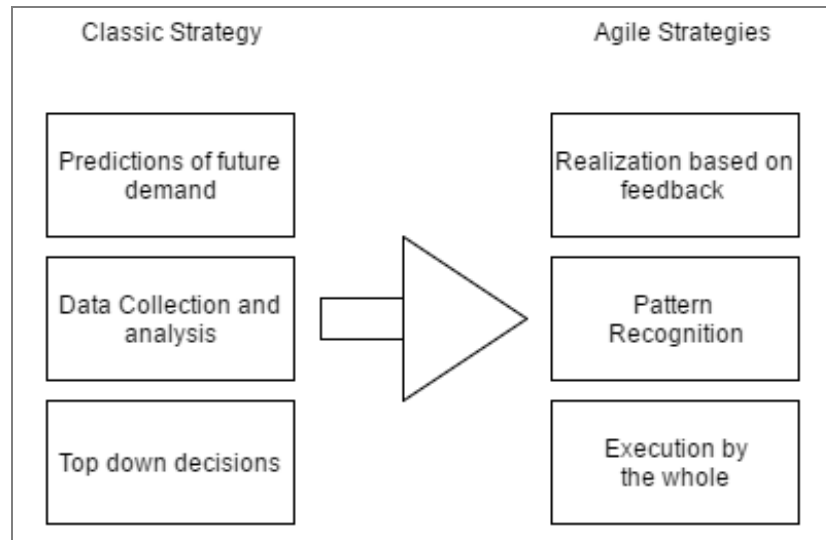 Classic Strategy
Agile Strategies
Predictions of future
demand
Realization based on
feedback
Data Collection and
analysis
Pattern
Recognition
Top down decisions
Execution by
the whole